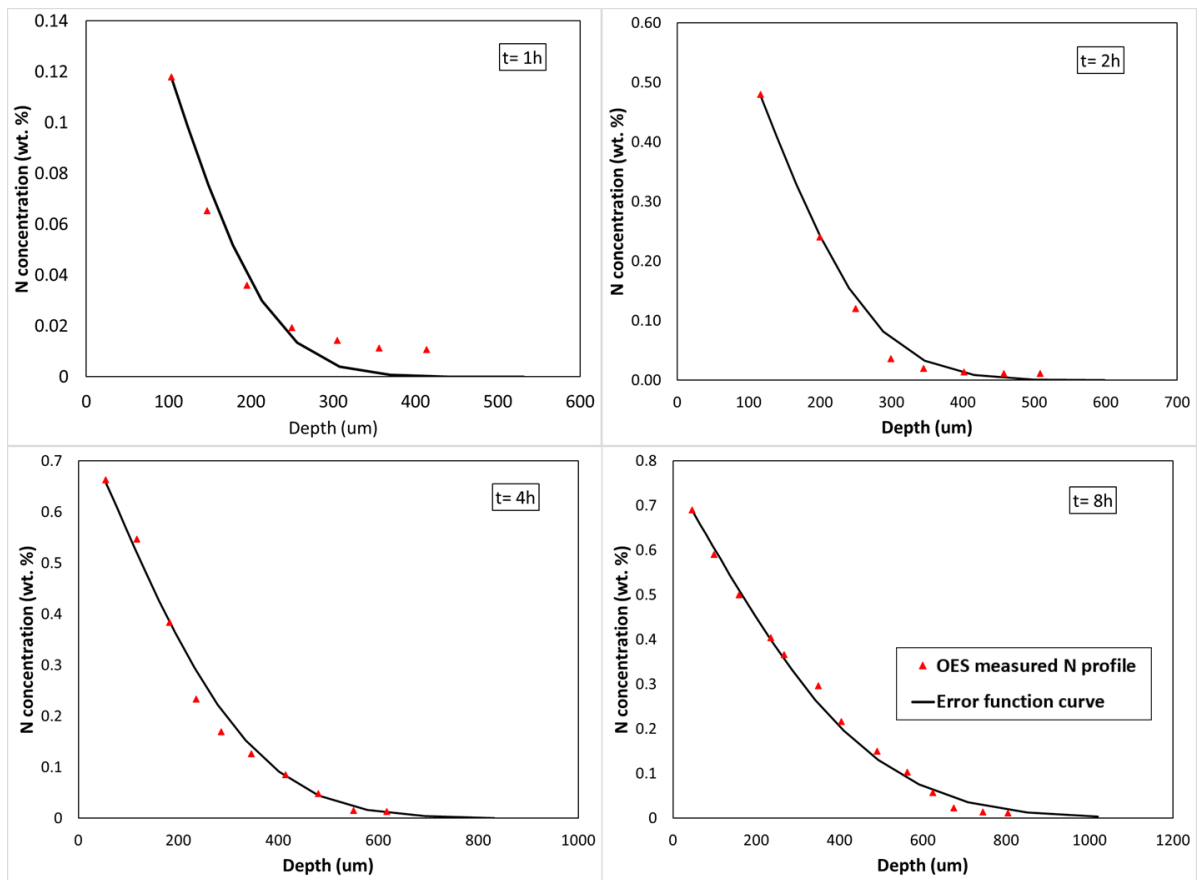 0.14
0.12
0.1
0.08
0.06
0.04
0.02
0
N concentration (wt. %)
t= 1h
0 100 200 300 400 500 600
Depth (um)
0.60
0.50
0.40
0.30
0.20
0.10
0.00
N concentration (wt. %)
t= 2h
0 100 200 300 400 500 600 700
Depth (um)
0.7
0.6
0.5
0.4
0.3
0.2
0.1
0
N concentration (wt. %)
t= 4h
0 200 400 600 800 1000
Depth (um)
0.8
0.7
0.6
0.5
0.4
0.3
0.2
0.1
0
N concentration (wt. %)
t= 8h
OES measured N profile
Error function curve
0 200 400 600 800 1000 1200
Depth (um)